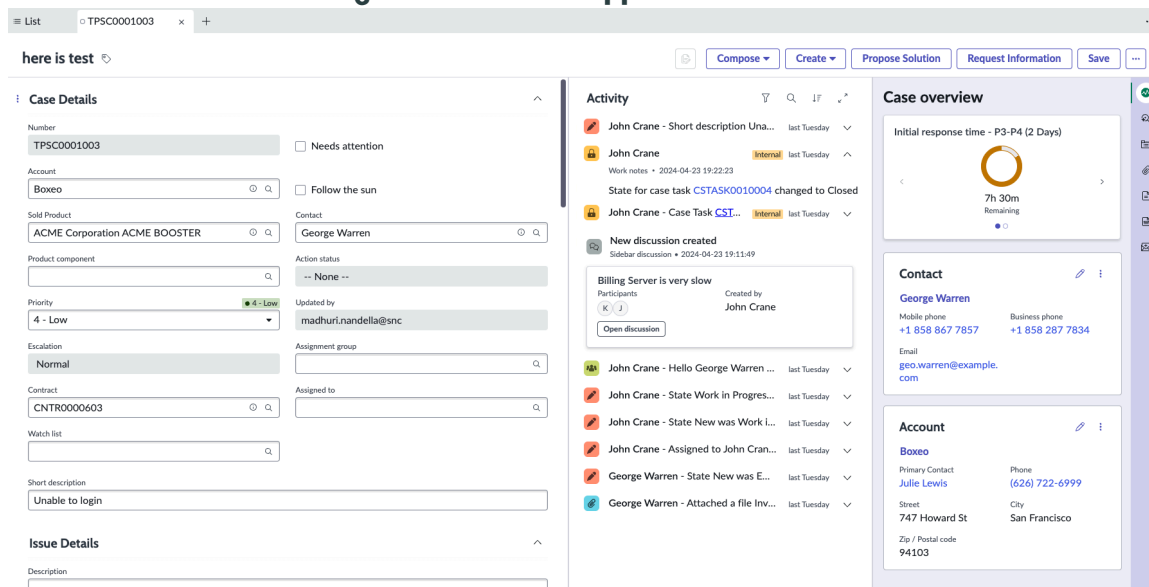 List
TPSC0001003 × +
here is test
Compose Create Propose Solution Request Information Save ...
Case Details
Number
TPSC0001003
Needs attention
Account
Boxeo
Follow the sun
Sold Product
ACME Corporation ACME BOOSTER
Contact
George Warren
Product component
Action status
-- None --
Priority
4 - Low
4 - Low
Updated by
madhuri.nandella@snc
Escalation
Normal
Assignment group
Contract
CNTR0000603
Assigned to
Watch list
Short description
Unable to login
Issue Details
Description
Activity
John Crane - Short description Una... last Tuesday
John Crane Internal last Tuesday
Work notes • 2024-04-23 19:22:23
State for case task CSTASK0010004 changed to Closed
John Crane - Case Task CST... Internal last Tuesday
New discussion created
Sidebar discussion • 2024-04-23 19:11:49
Billing Server is very slow
Participants
K J
Created by
John Crane
Open discussion
John Crane - Hello George Warren ... last Tuesday
John Crane - State Work in Progres... last Tuesday
John Crane - State New was Work i... last Tuesday
John Crane - Assigned to John Cran... last Tuesday
George Warren - State New was E... last Tuesday
George Warren - Attached a file Inv... last Tuesday
Case overview
Initial response time - P3-P4 (2 Days)
7h 30m
Remaining
Contact
George Warren
Mobile phone
+1 858 867 7857
Business phone
+1 858 287 7834
Email
geo.warren@example.
com
Account
Boxeo
Primary Contact
Julie Lewis
Phone
(626) 722-6999
Street
747 Howard St
City
San Francisco
Zip / Postal code
94103